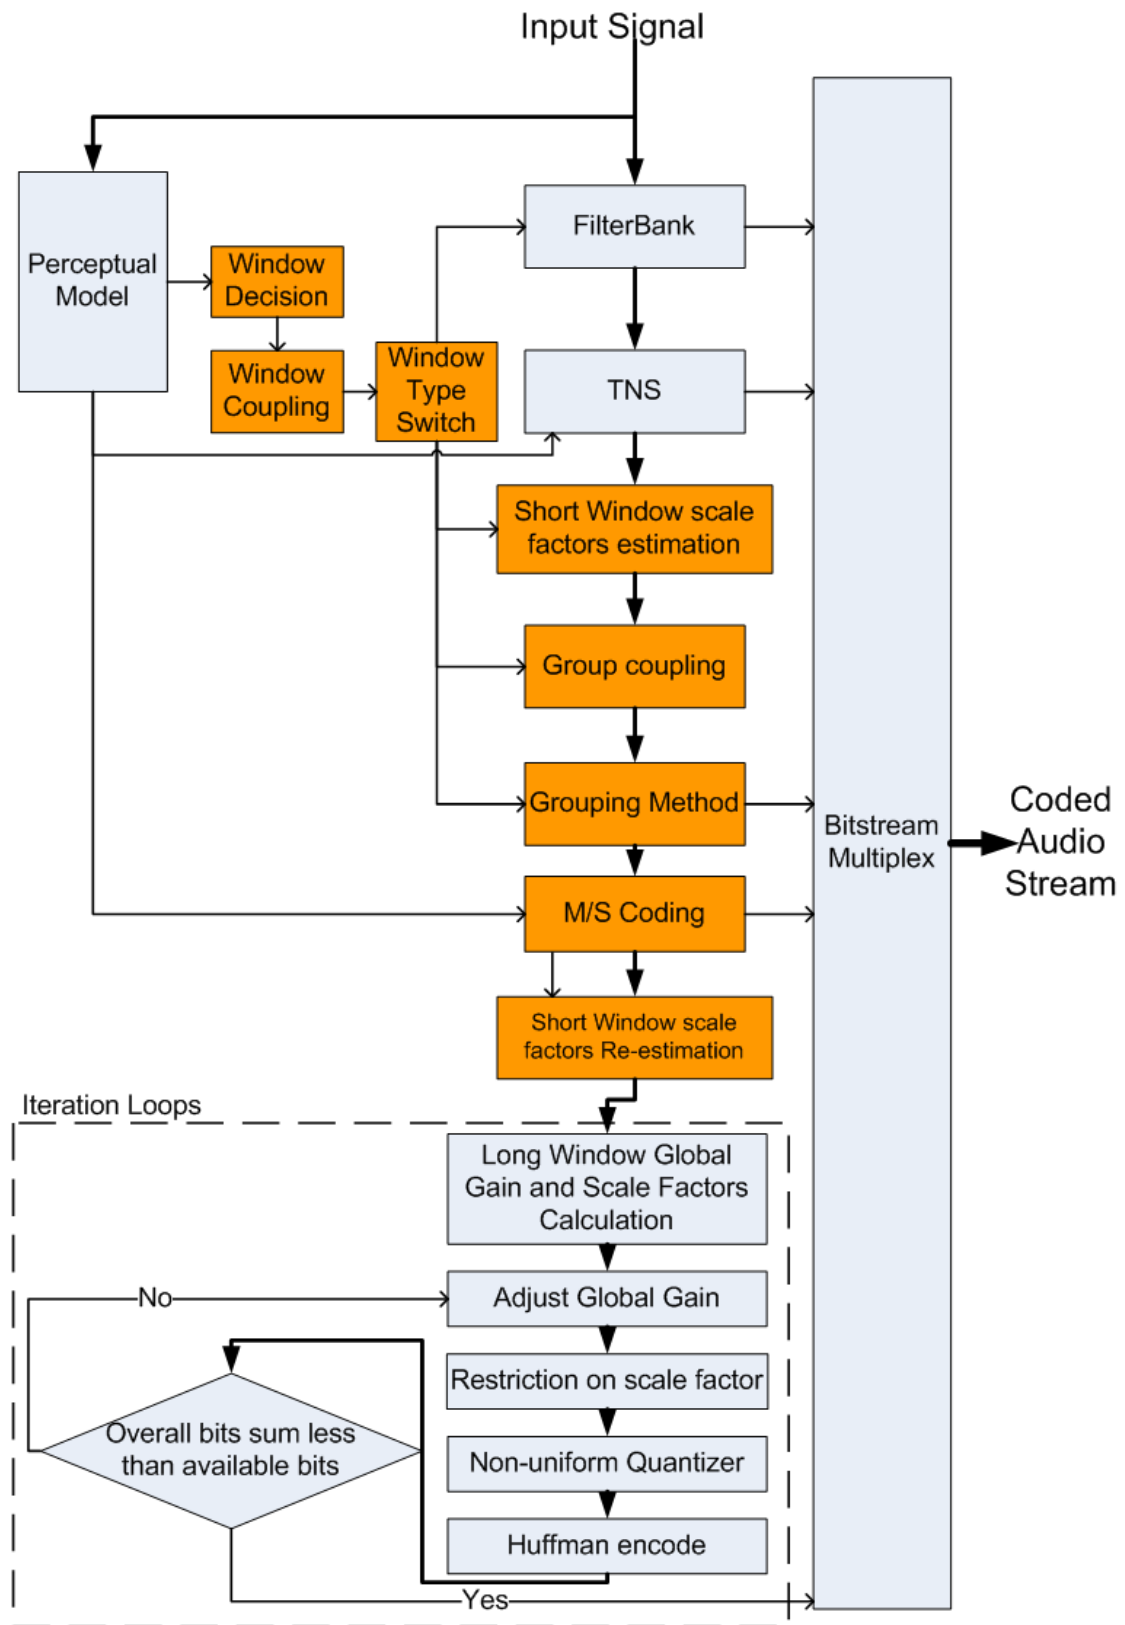 Input Signal
FilterBank
Perceptual
Model
Window
Decision
Window
Coupling
Window
Type
Switch
TNS
Short Window scale
factors estimation
Group coupling
Grouping Method
Bitstream
Multiplex
Coded
Audio
Stream
M/S Coding
Short Window scale
factors Re-estimation
Iteration Loops
Long Window Global
Gain and Scale Factors
Calculation
No
Adjust Global Gain
Restriction on scale factor
Overall bits sum less
than available bits
Non-uniform Quantizer
Huffman encode
Yes